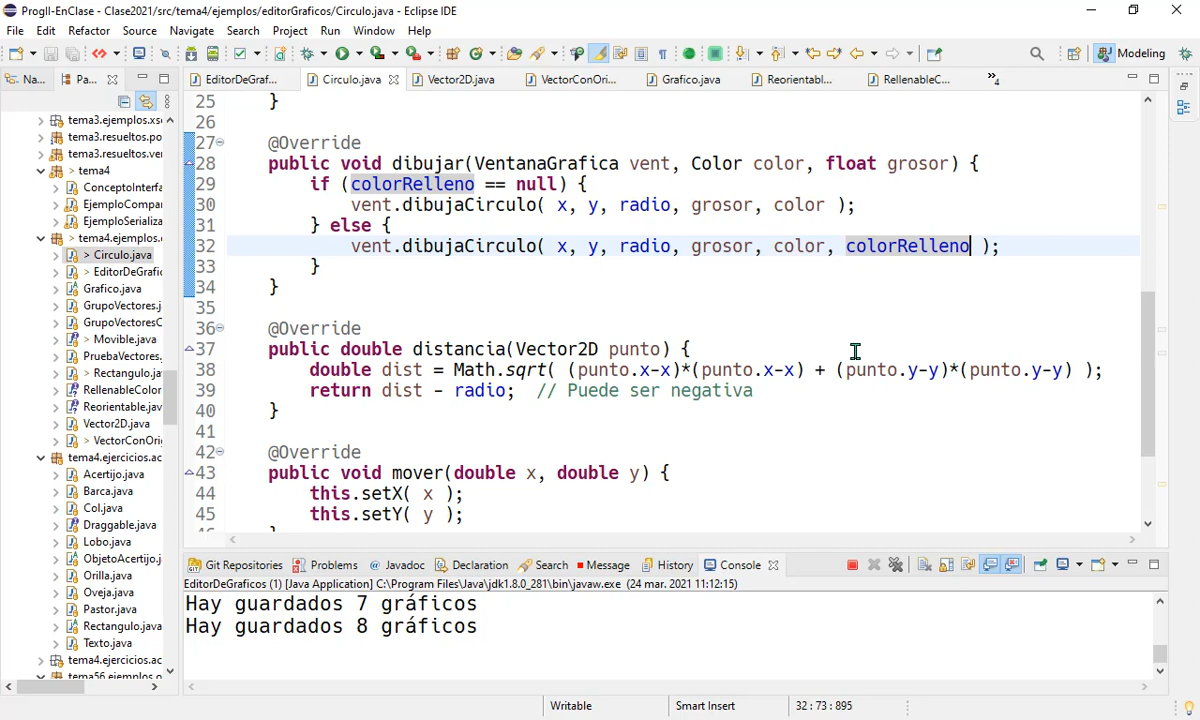 ProgII-EnClase - Clase2021/src/tema4/ejemplos/editorGraficos/Circulo.java - Eclipse IDE
File Edit Refactor Source Navigate Search Project Run Window Help
Modeling
Na... Pa... EditorDeGraf... Circulo.java Vector2D.java VectorConOri... Grafico.java Reorientabl... RellenableC... 4
tema3.ejemplos.xs
tema3.resueltos.po
tema3.resueltos.ver
> tema4
ConceptoInterfa
EjemploCompar
EjemploSerializa
> tema4.ejemplos.
> Circulo.java
> EditorDeGrafic
Grafico.java
GrupoVectores.j
GrupoVectoresC
> Movible.java
PruebaVectores.
> Rectangulo.ja
RellenableColor
Reorientable.jav
Vector2D.java
> VectorConOri
tema4.ejercicios.ac
Acertijo.java
Barca.java
Col.java
Draggable.java
Lobo.java
ObjetoAcertijo.j
Orilla.java
Oveja.java
Pastor.java
Rectangulo.java
Texto.java
tema4.ejercicios.ac
tema56.ejemplos.o
25 }
26
27 @Override
28 public void dibujar(VentanaGrafica vent, Color color, float grosor) {
29 if (colorRelleno == null) {
30 vent.dibujaCirculo( x, y, radio, grosor, color );
31 } else {
32 vent.dibujaCirculo( x, y, radio, grosor, color, colorRelleno );
33 }
34 }
35
36 @Override
37 public double distancia(Vector2D punto) {
38 double dist = Math.sqrt( (punto.x-x)*(punto.x-x) + (punto.y-y)*(punto.y-y) );
39 return dist - radio; // Puede ser negativa
40 }
41
42 @Override
43 public void mover(double x, double y) {
44 this.setX( x );
45 this.setY( y );
Git Repositories Problems Javadoc Declaration Search Message History Console
EditorDeGraficos (1) [Java Application] C:\Program Files\Java\jdk1.8.0_281\bin\javaw.exe (24 mar. 2021 11:12:15)
Hay guardados 7 gráficos
Hay guardados 8 gráficos
Writable Smart Insert 32 : 73 : 895